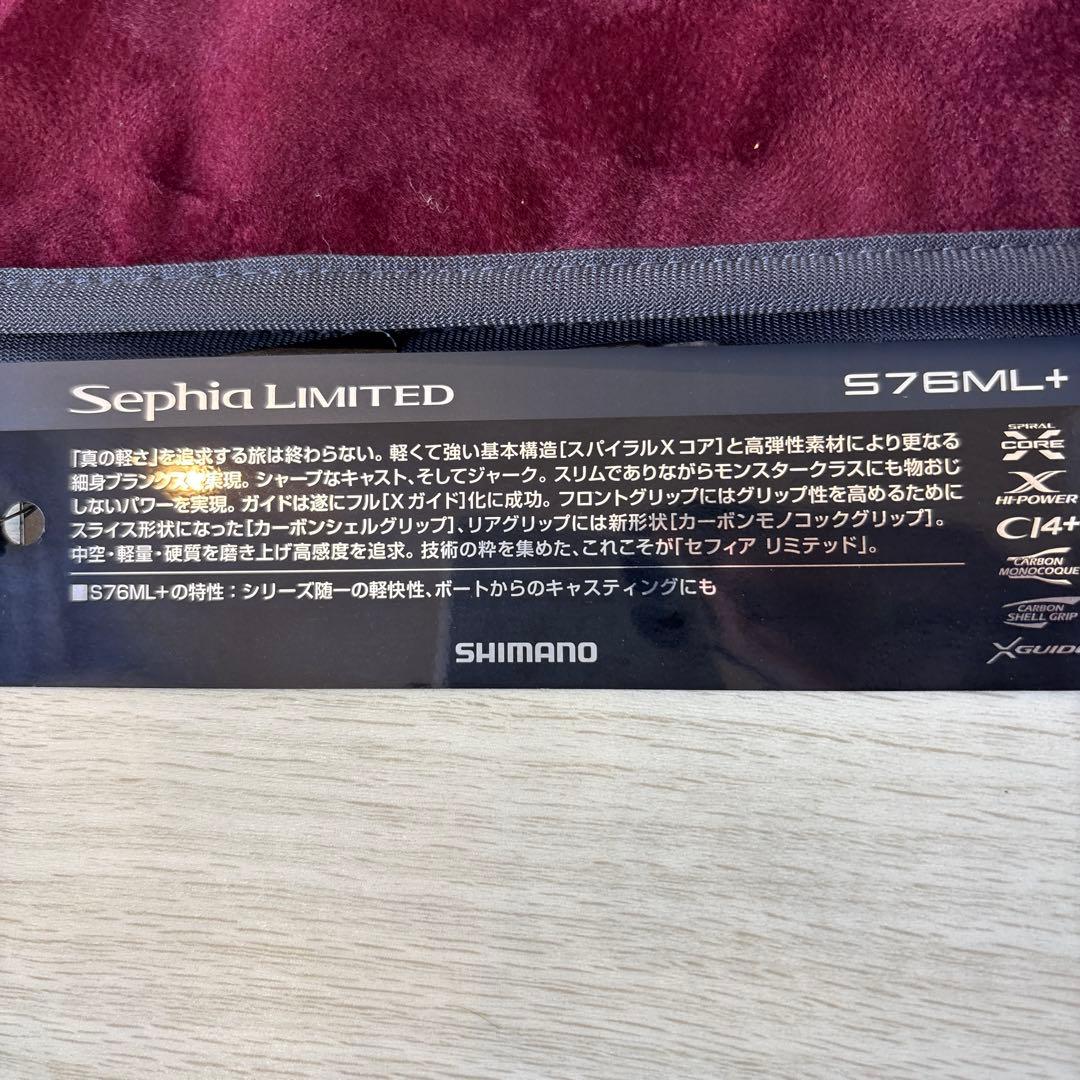 Sephia LIMITED
S76ML+
「真の軽さ」を追求する旅は終わらない。軽くて強い基本構造[スパイラルXコア]と高弾性素材により更なる
細身ブランクスを実現。シャープなキャスト、そしてジャーク。スリムでありながらモンスタークラスにも物おじ
しないパワーを実現。ガイドは遂にフル[Xガイド]化に成功。フロントグリップにはグリップ性を高めるために
スライス形状になった[カーボンシェルグリップ]、リアグリップには新形状[カーボンモノコックグリップ]。
中空・軽量・硬質を磨き上げ高感度を追求。技術の粋を集めた、これこそが「セフィア リミテッド」。
■S76ML+の特性：シリーズ随一の軽快性、ボートからのキャスティングにも
SHIMANO
SPIRAL
X
CORE
X
HI-POWER
CI4+
CARBON
MONOCOQUE
CARBON
SHELL GRIP
XGUIDE